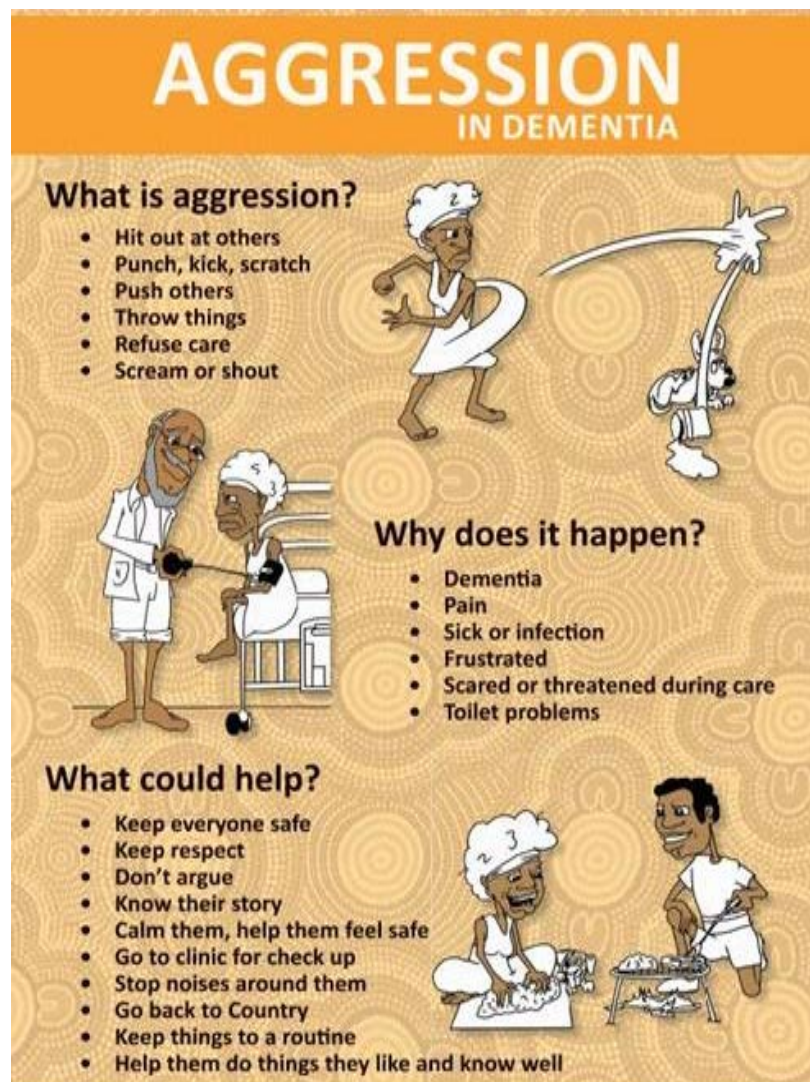 AGGRESSION
IN DEMENTIA
What is aggression?
• Hit out at others
• Punch, kick, scratch
• Push others
• Throw things
• Refuse care
• Scream or shout
Why does it happen?
• Dementia
• Pain
• Sick or infection
• Frustrated
• Scared or threatened during care
• Toilet problems
What could help?
• Keep everyone safe
• Keep respect
• Don't argue
• Know their story
• Calm them, help them feel safe
• Go to clinic for check up
• Stop noises around them
• Go back to Country
• Keep things to a routine
• Help them do things they like and know well